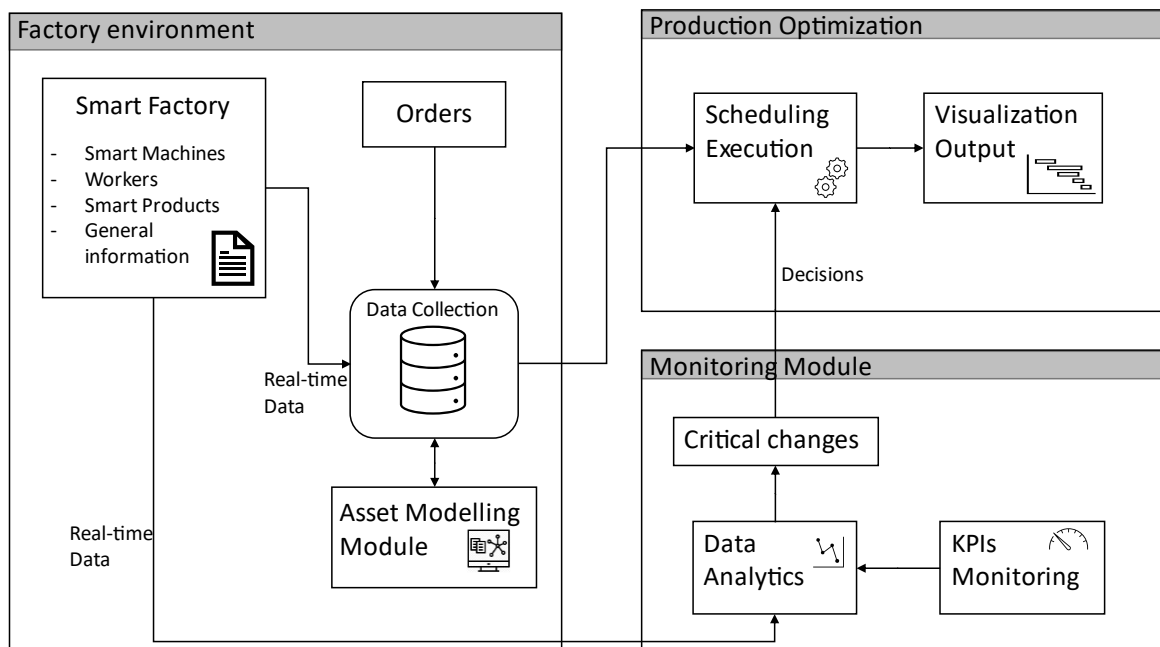 Factory environment
Smart Factory
- Smart Machines
- Workers
- Smart Products
- General
information
Orders
Data Collection
Real-time
Data
Asset Modelling
Module
Real-time
Data
Production Optimization
Scheduling
Execution
Visualization
Output
Decisions
Monitoring Module
Critical changes
Data
Analytics
KPIs
Monitoring